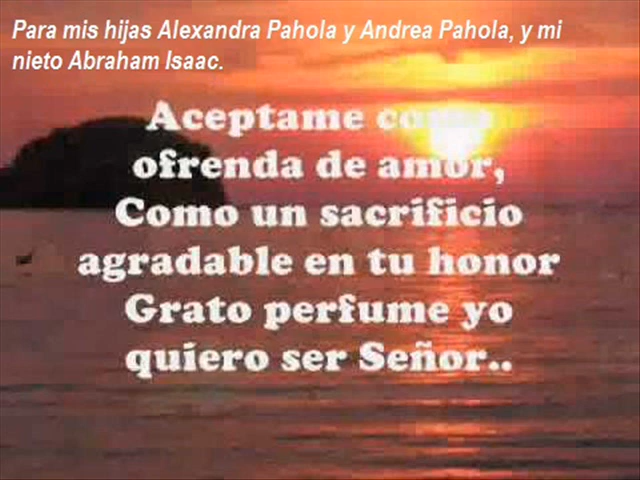 Para mis hijas Alexandra Pahola y Andrea Pahola, y mi
nieto Abraham Isaac.
Aceptame como
ofrenda de amor,
Como un sacrificio
agradable en tu honor
Grato perfume yo
quiero ser Señor..